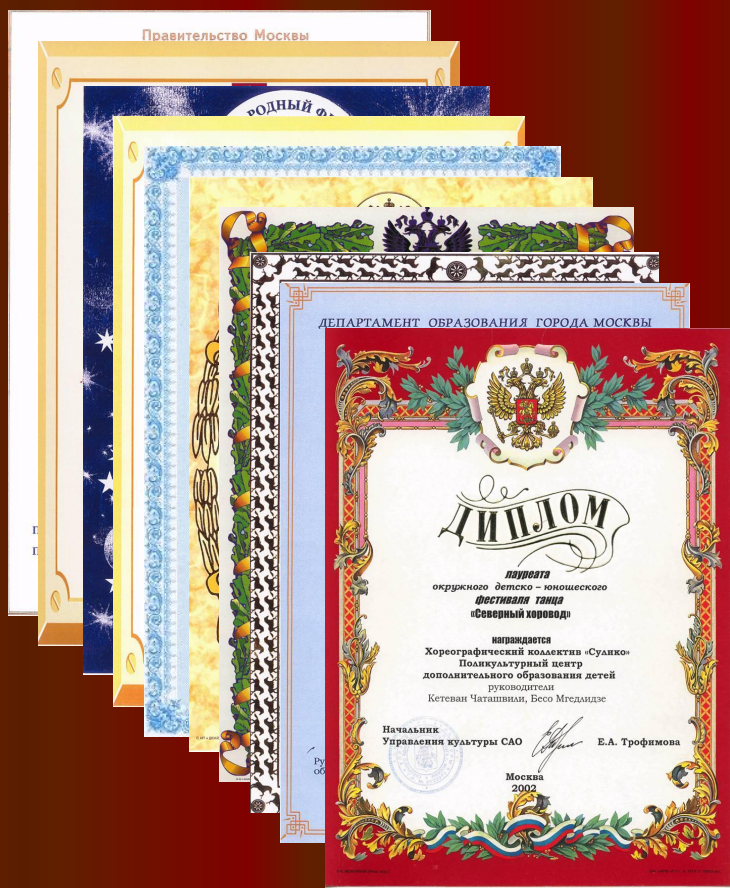 Правительство Москвы
РОДНЫЙ
ДЕПАРТАМЕНТ ОБРАЗОВАНИЯ ГОРОДА МОСКВЫ
ДИПЛОМ
лауреата
окружного детско – юношеского
фестиваля танца
«Северный хоровод»
награждается
Хореографический коллектив «Сулико»
Поликультурный центр
дополнительного образования детей
руководители
Кетеван Чаташвили, Бесо Мгедлидзе
Начальник
Управления культуры САО
Е.А. Трофимова
Москва
2002